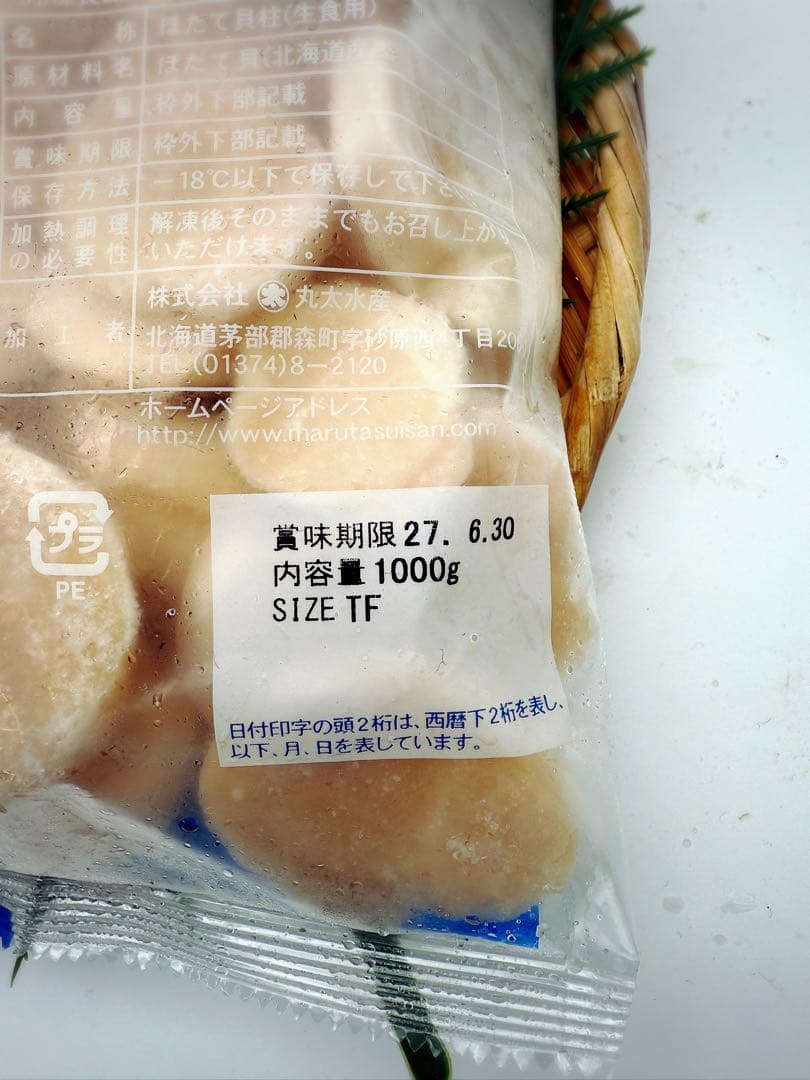 名称 ほたて貝柱(生食用)
原材料名 ほたて貝(北海道
内容量 枠外下部記載
賞味期限 枠外下部記載
保存方法 －18℃以下で保存して下さ
加熱調理の必要性 解凍後そのままでもお召し上が
いただけます。
株式会社 丸太水産
加工者 北海道茅部郡森町字砂原西4丁目20
TEL(01374)8－2120
ホームページアドレス
http://www.marutasuisan.com
プラ
PE
賞味期限 27. 6.30
内容量 1000g
SIZE TF
日付印字の頭2桁は、西暦下2桁を表し、
以下、月、日を表しています。